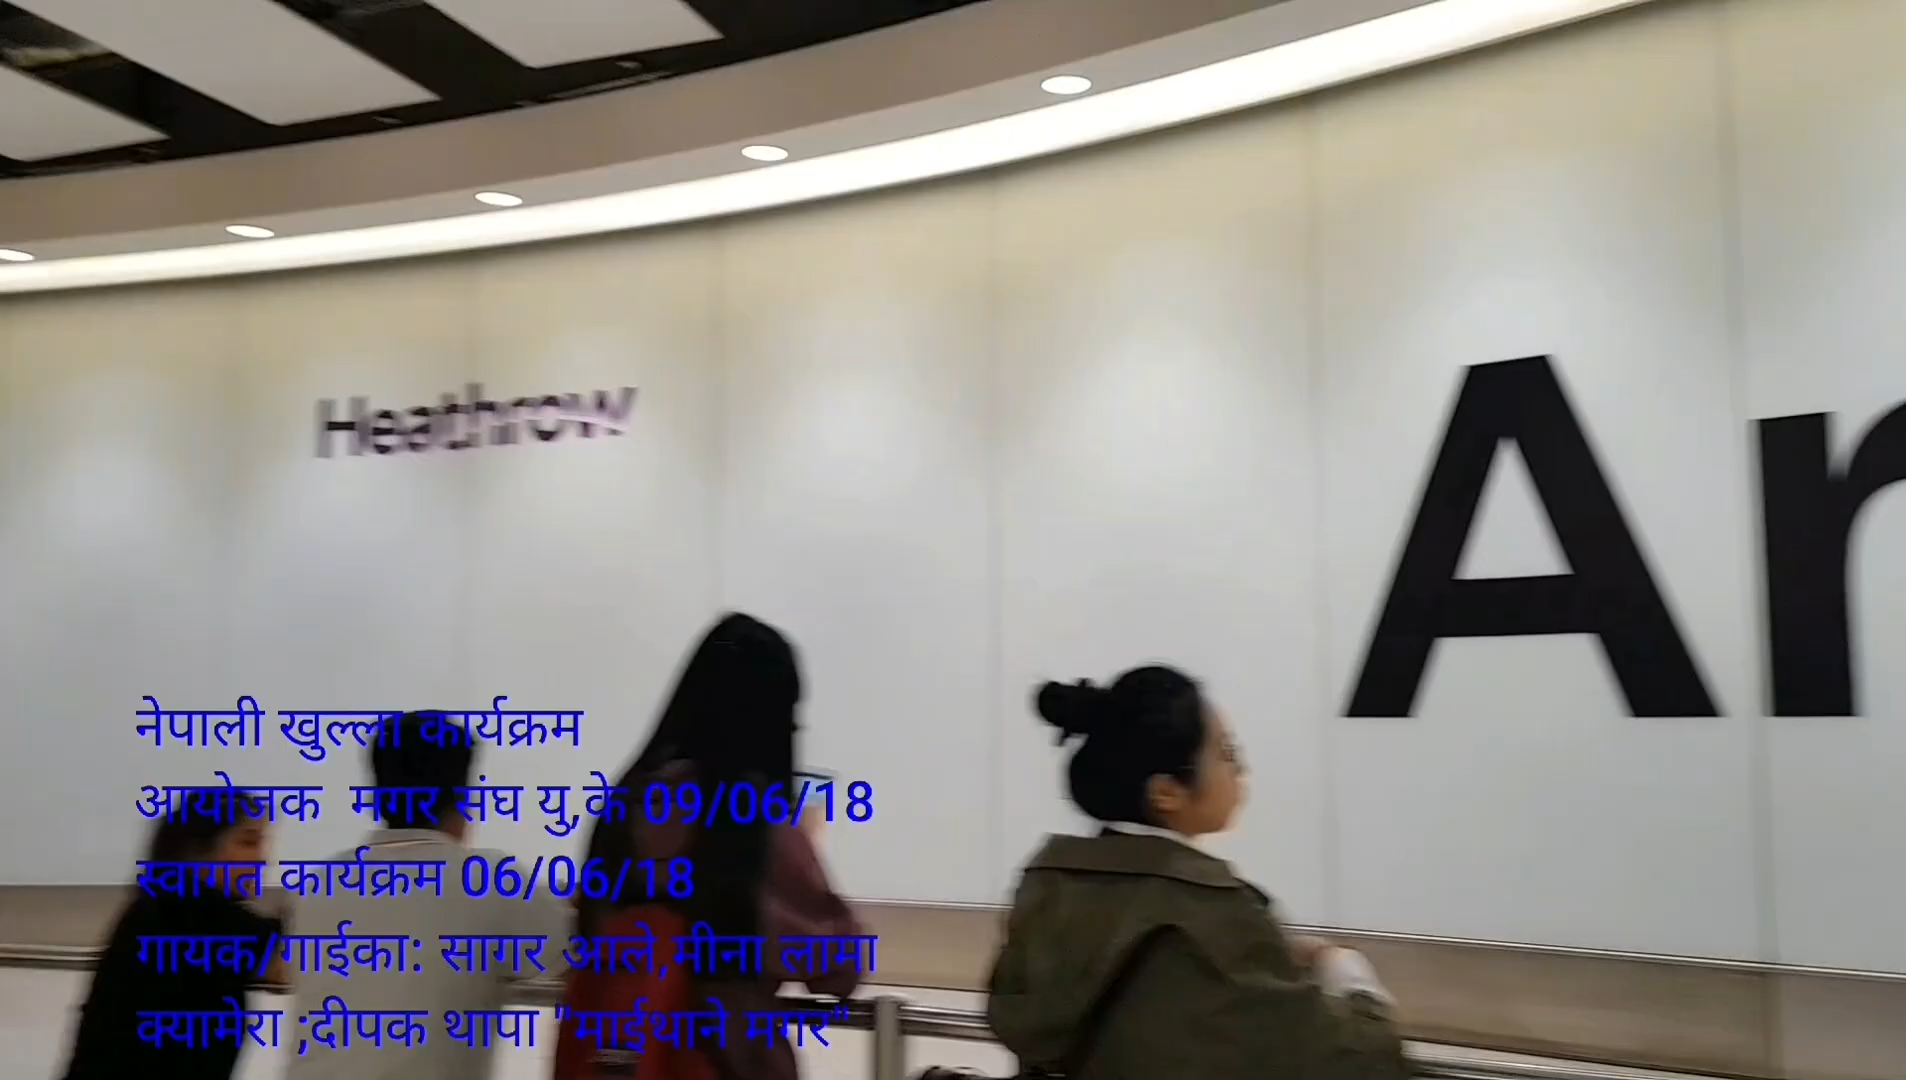 Heathrow
Ar
नेपाली खुल्ला कार्यक्रम
आयोजक मगर संघ यु,के 09/06/18
स्वागत कार्यक्रम 06/06/18
गायक/गाईका: सागर आले,मीना लामा
क्यामेरा ;दीपक थापा "माईथाने मगर"